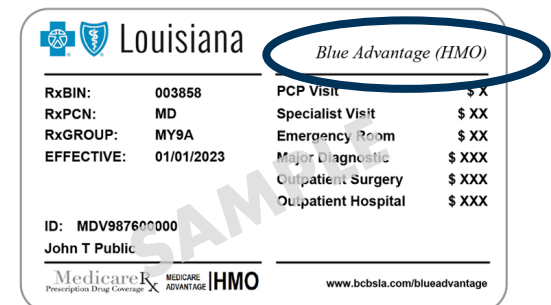 Louisiana
Blue Advantage (HMO)
RxBIN: 003858
RxPCN: MD
RxGROUP: MY9A
EFFECTIVE: 01/01/2023
PCP Visit $ X
Specialist Visit $ XX
Emergency Room $ XX
Major Diagnostic $ XXX
Outpatient Surgery $ XXX
Outpatient Hospital $ XXX
SAMPLE
ID: MDV987600000
John T Public
MedicareRx
Prescription Drug Coverage
MEDICARE
ADVANTAGE HMO
www.bcbsla.com/blueadvantage